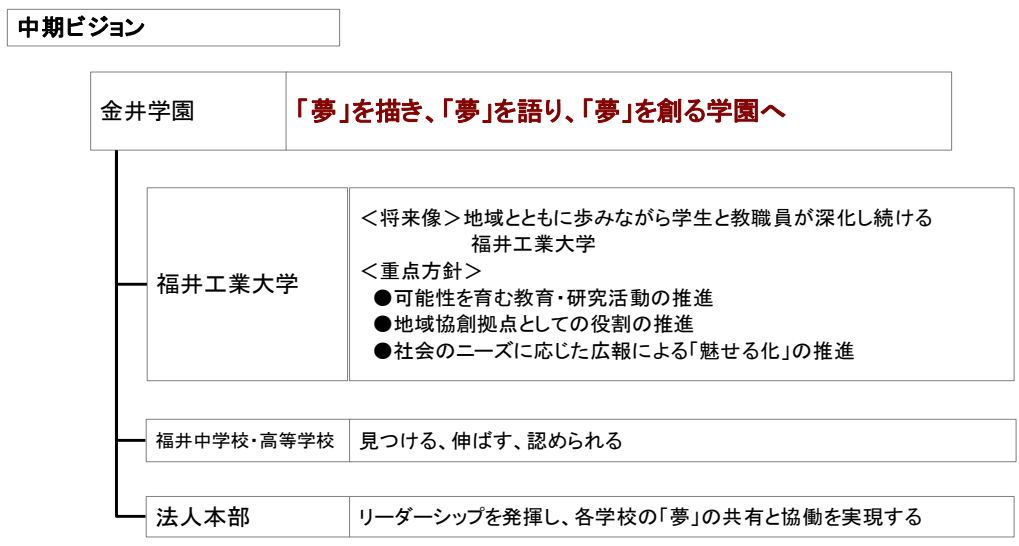 中期ビジョン
金井学園
「夢」を描き、「夢」を語り、「夢」を創る学園へ
福井工業大学
＜将来像＞地域とともに歩みながら学生と教職員が深化し続ける
福井工業大学
＜重点方針＞
●可能性を育む教育・研究活動の推進
●地域協創拠点としての役割の推進
●社会のニーズに応じた広報による「魅せる化」の推進
福井中学校・高等学校
見つける、伸ばす、認められる
法人本部
リーダーシップを発揮し、各学校の「夢」の共有と協働を実現する